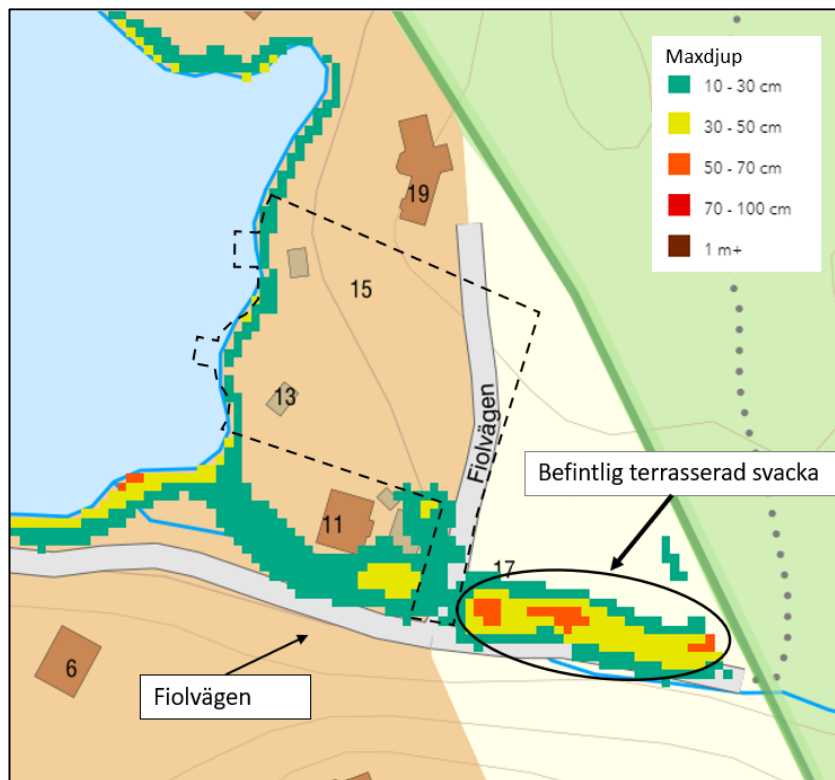 Maxdjup
10 - 30 cm
30 - 50 cm
50 - 70 cm
70 - 100 cm
1 m+
19
15
13
Fiolvägen
Befintlig terrasserad svacka
11
17
6
Fiolvägen